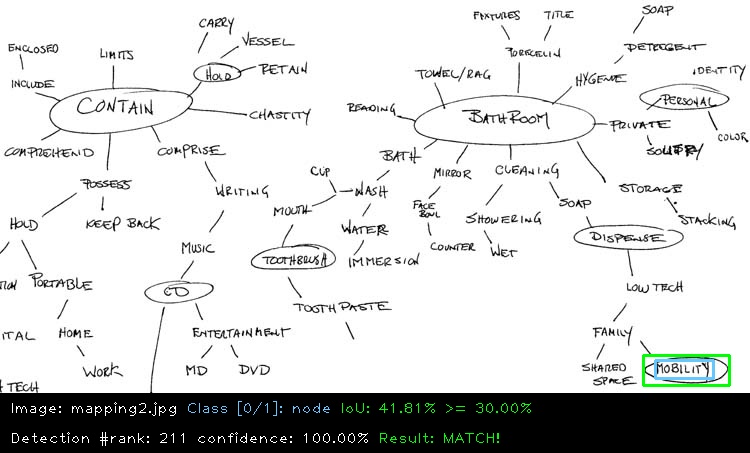 FIXTURES
TITLE
SOAP
CARRY
ENCLOSED
LIMITS
VESSEL
PORCELIN
DETERGENT
HOLD
RETAIN
TOWEL/RAG
HYGENE
IDENTITY
INCLUDE
CONTAIN
READING
BATHROOM
PERSONAL
CHASTITY
PRIVATE
COLOR
COMPREHEND
COMPRISE
BATH
MIRROR
CLEANING
POSSESS
CUP
WRITING
WASH
STORAGE
HOLD
KEEP BACK
MOUTH
FACE
BOWL
SHOWERING
SOAP
STACKING
WATER
DISPENSE
MUSIC
TOOTHBRUSH
IMMERSION
COUNTER
WET
PORTABLE
CD
LOW TECH
TOOTHPASTE
ITAL
HOME
ENTERTAINMENT
FAMILY
WORK
MD
DVD
SHARED
SPACE
MOBILITY
H TECH
Image: mapping2.jpg Class [0/1]: node IoU: 41.81% >= 30.00%
Detection #rank: 211 confidence: 100.00% Result: MATCH!